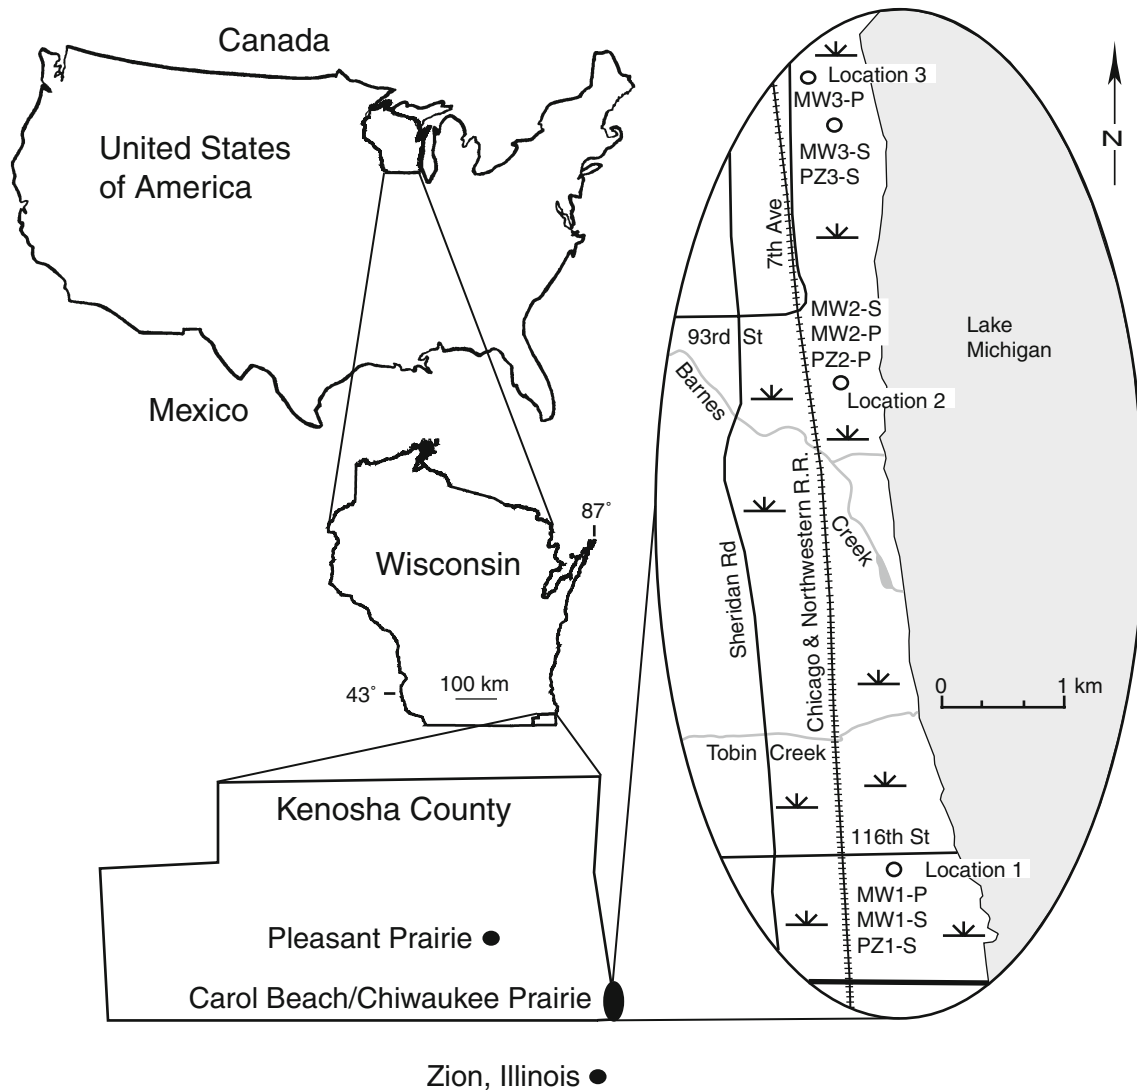 Canada
United States
of America
Mexico
Wisconsin
87°
43°
100 km
Kenosha County
Pleasant Prairie
Carol Beach/Chiwaukee Prairie
Zion, Illinois
N
Location 3
MW3-P
MW3-S
PZ3-S
7th Ave
MW2-S
MW2-P
PZ2-P
Location 2
93rd St
Barnes
Creek
Lake
Michigan
Sheridan Rd
Chicago & Northwestern R.R.
0 1 km
Tobin Creek
116th St
Location 1
MW1-P
MW1-S
PZ1-S